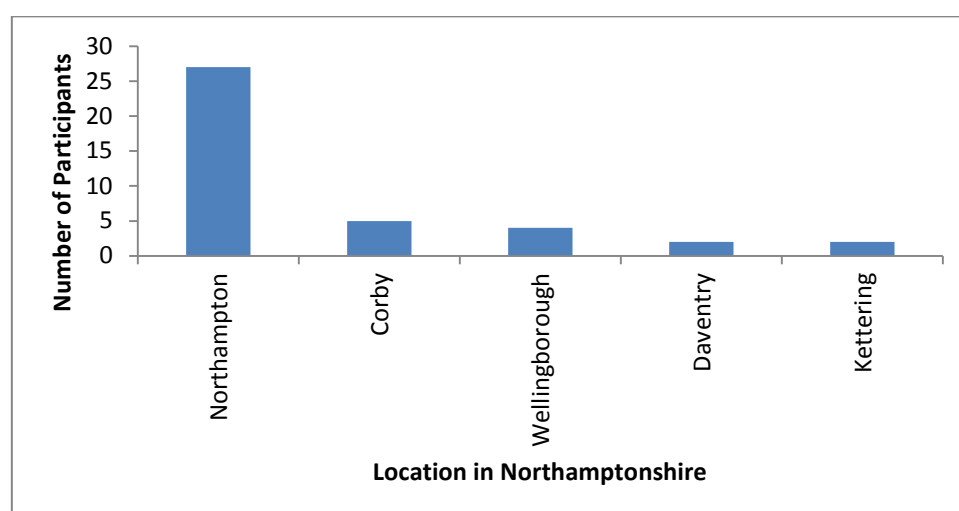 Number of Participants
30
25
20
15
10
5
0
Northampton
Corby
Wellingborough
Daventry
Kettering
Location in Northamptonshire